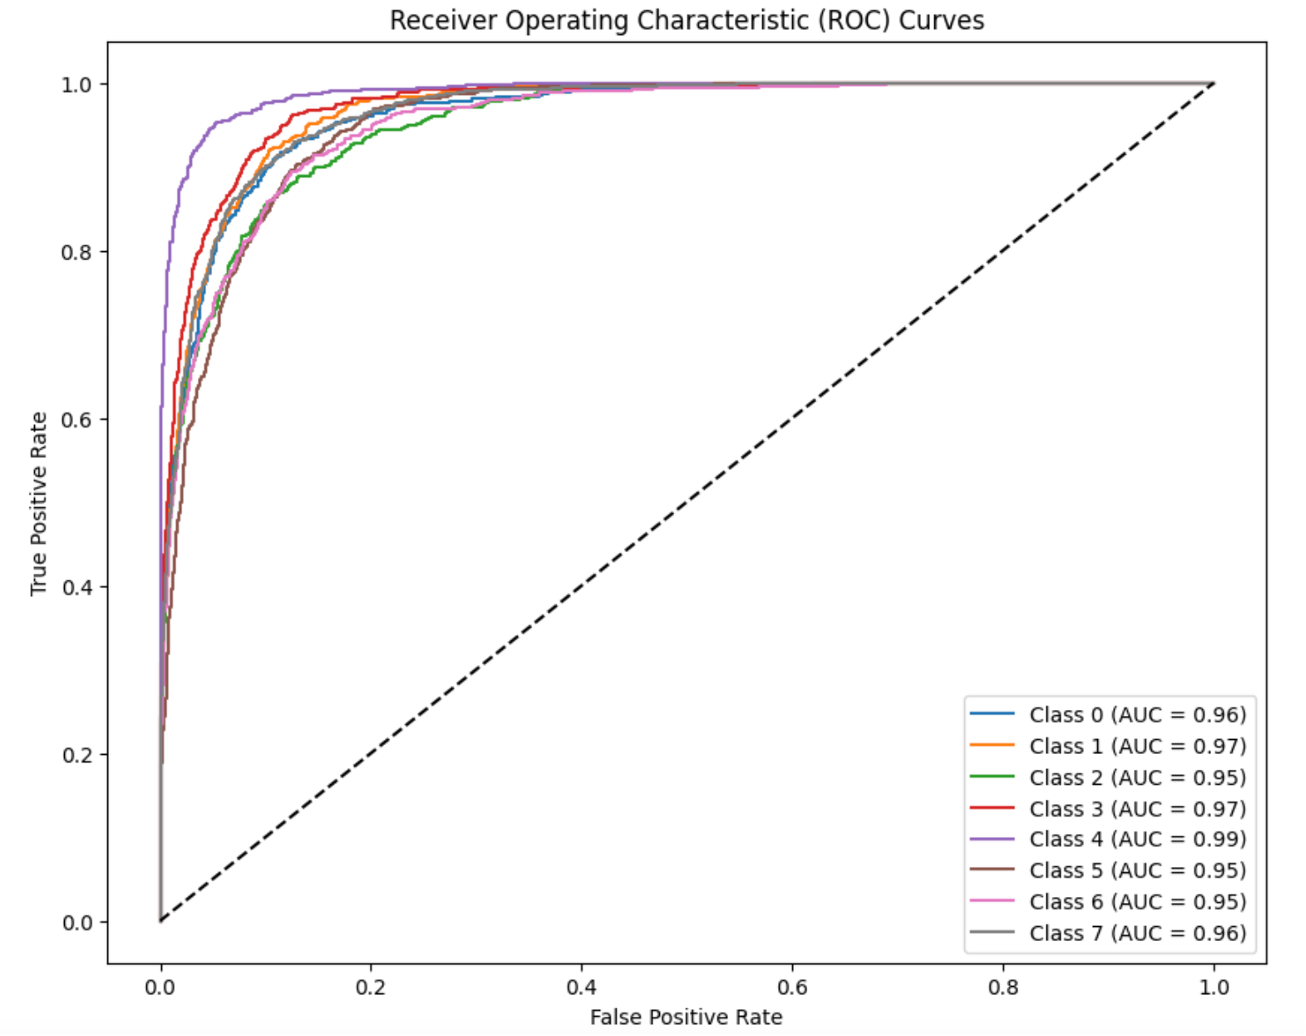 Receiver Operating Characteristic (ROC) Curves
1.0
0.8
0.6
0.4
0.2
0.0
True Positive Rate
Class 0 (AUC = 0.96)
Class 1 (AUC = 0.97)
Class 2 (AUC = 0.95)
Class 3 (AUC = 0.97)
Class 4 (AUC = 0.99)
Class 5 (AUC = 0.95)
Class 6 (AUC = 0.95)
Class 7 (AUC = 0.96)
0.0 0.2 0.4 0.6 0.8 1.0
False Positive Rate